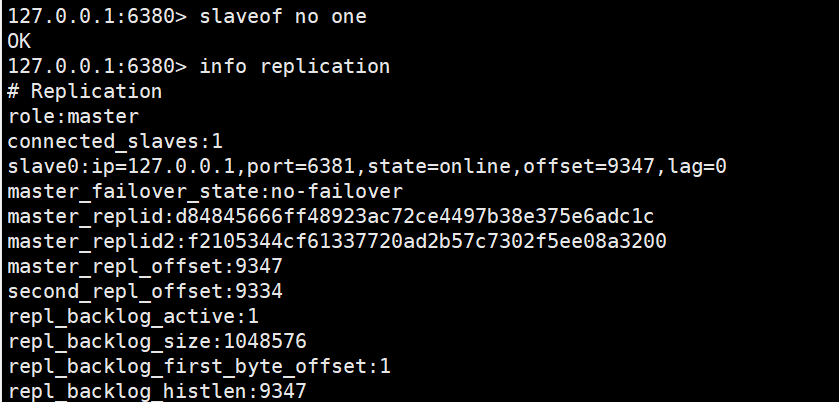 127.0.0.1:6380> slaveof no one
OK
127.0.0.1:6380> info replication
# Replication
role:master
connected_slaves:1
slave0:ip=127.0.0.1,port=6381,state=online,offset=9347,lag=0
master_failover_state:no-failover
master_replid:d84845666ff48923ac72ce4497b38e375e6adc1c
master_replid2:f2105344cf61337720ad2b57c7302f5ee08a3200
master_repl_offset:9347
second_repl_offset:9334
repl_backlog_active:1
repl_backlog_size:1048576
repl_backlog_first_byte_offset:1
repl_backlog_histlen:9347